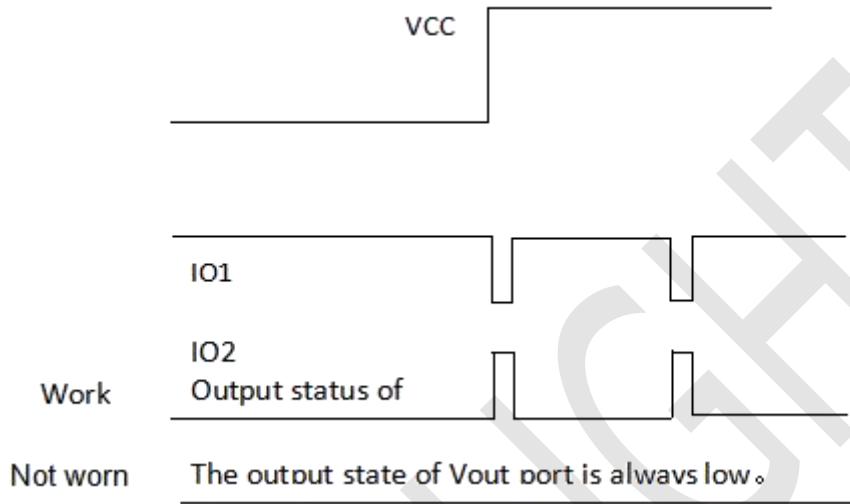 VCC
IO1
IO2
Work
Output status of
Not worn
The output state of Vout port is always low。